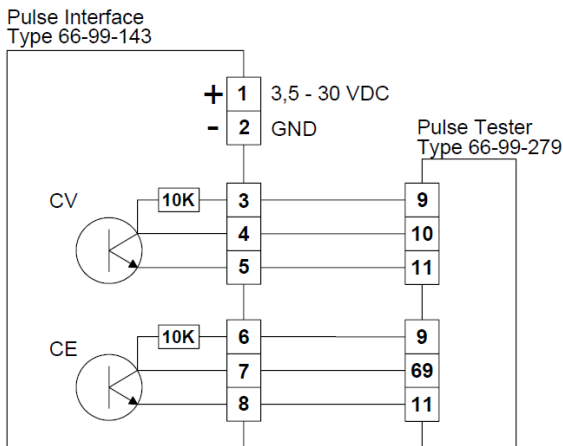 Pulse Interface
Type 66-99-143
+ 1 3,5 - 30 VDC
- 2 GND
Pulse Tester
Type 66-99-279
CV 10K 3 9
4 10
5 11
CE 10K 6 9
7 69
8 11